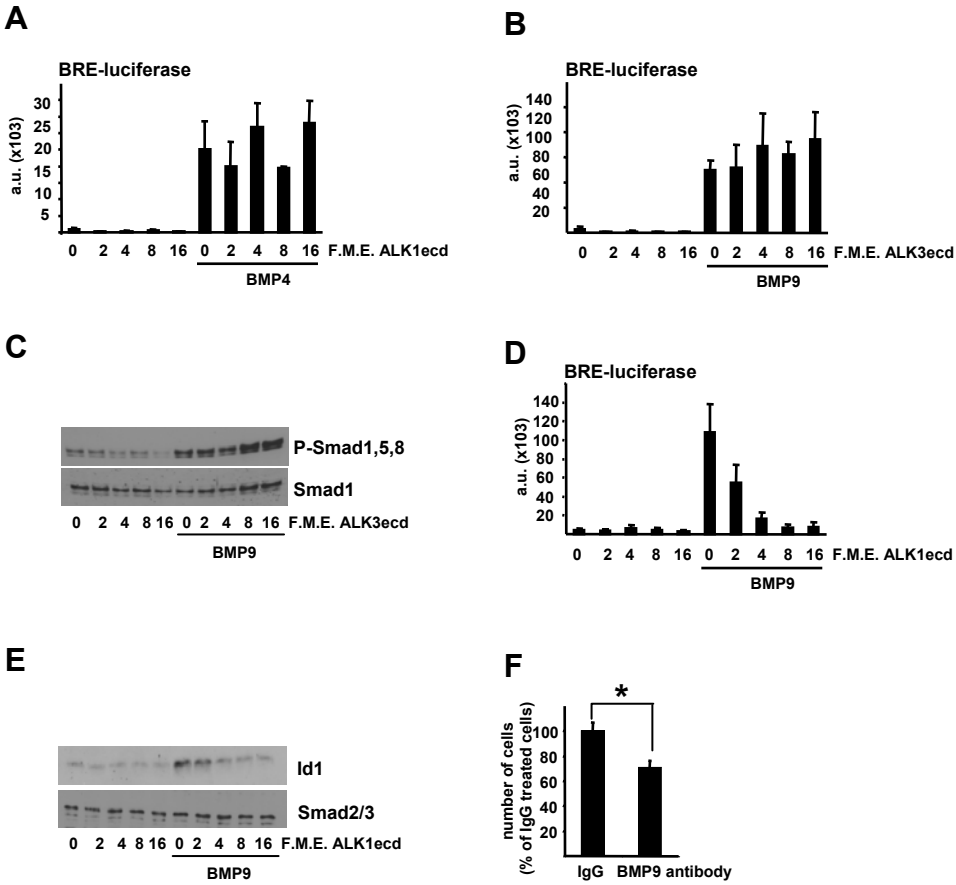 A
BRE-luciferase
a.u. (x103)
30
25
20
15
10
5
0 2 4 8 16 0 2 4 8 16 F.M.E. ALK1ecd
BMP4
B
BRE-luciferase
a.u. (x103)
140
120
100
80
60
40
20
0 2 4 8 16 0 2 4 8 16 F.M.E. ALK3ecd
BMP9
C
P-Smad1,5,8
Smad1
0 2 4 8 16 0 2 4 8 16 F.M.E. ALK3ecd
BMP9
D
BRE-luciferase
a.u. (x103)
140
120
100
80
60
40
20
0 2 4 8 16 0 2 4 8 16 F.M.E. ALK1ecd
BMP9
E
Id1
Smad2/3
0 2 4 8 16 0 2 4 8 16 F.M.E. ALK1ecd
BMP9
F
*
number of cells
(% of IgG treated cells)
100
80
60
40
20
IgG BMP9 antibody